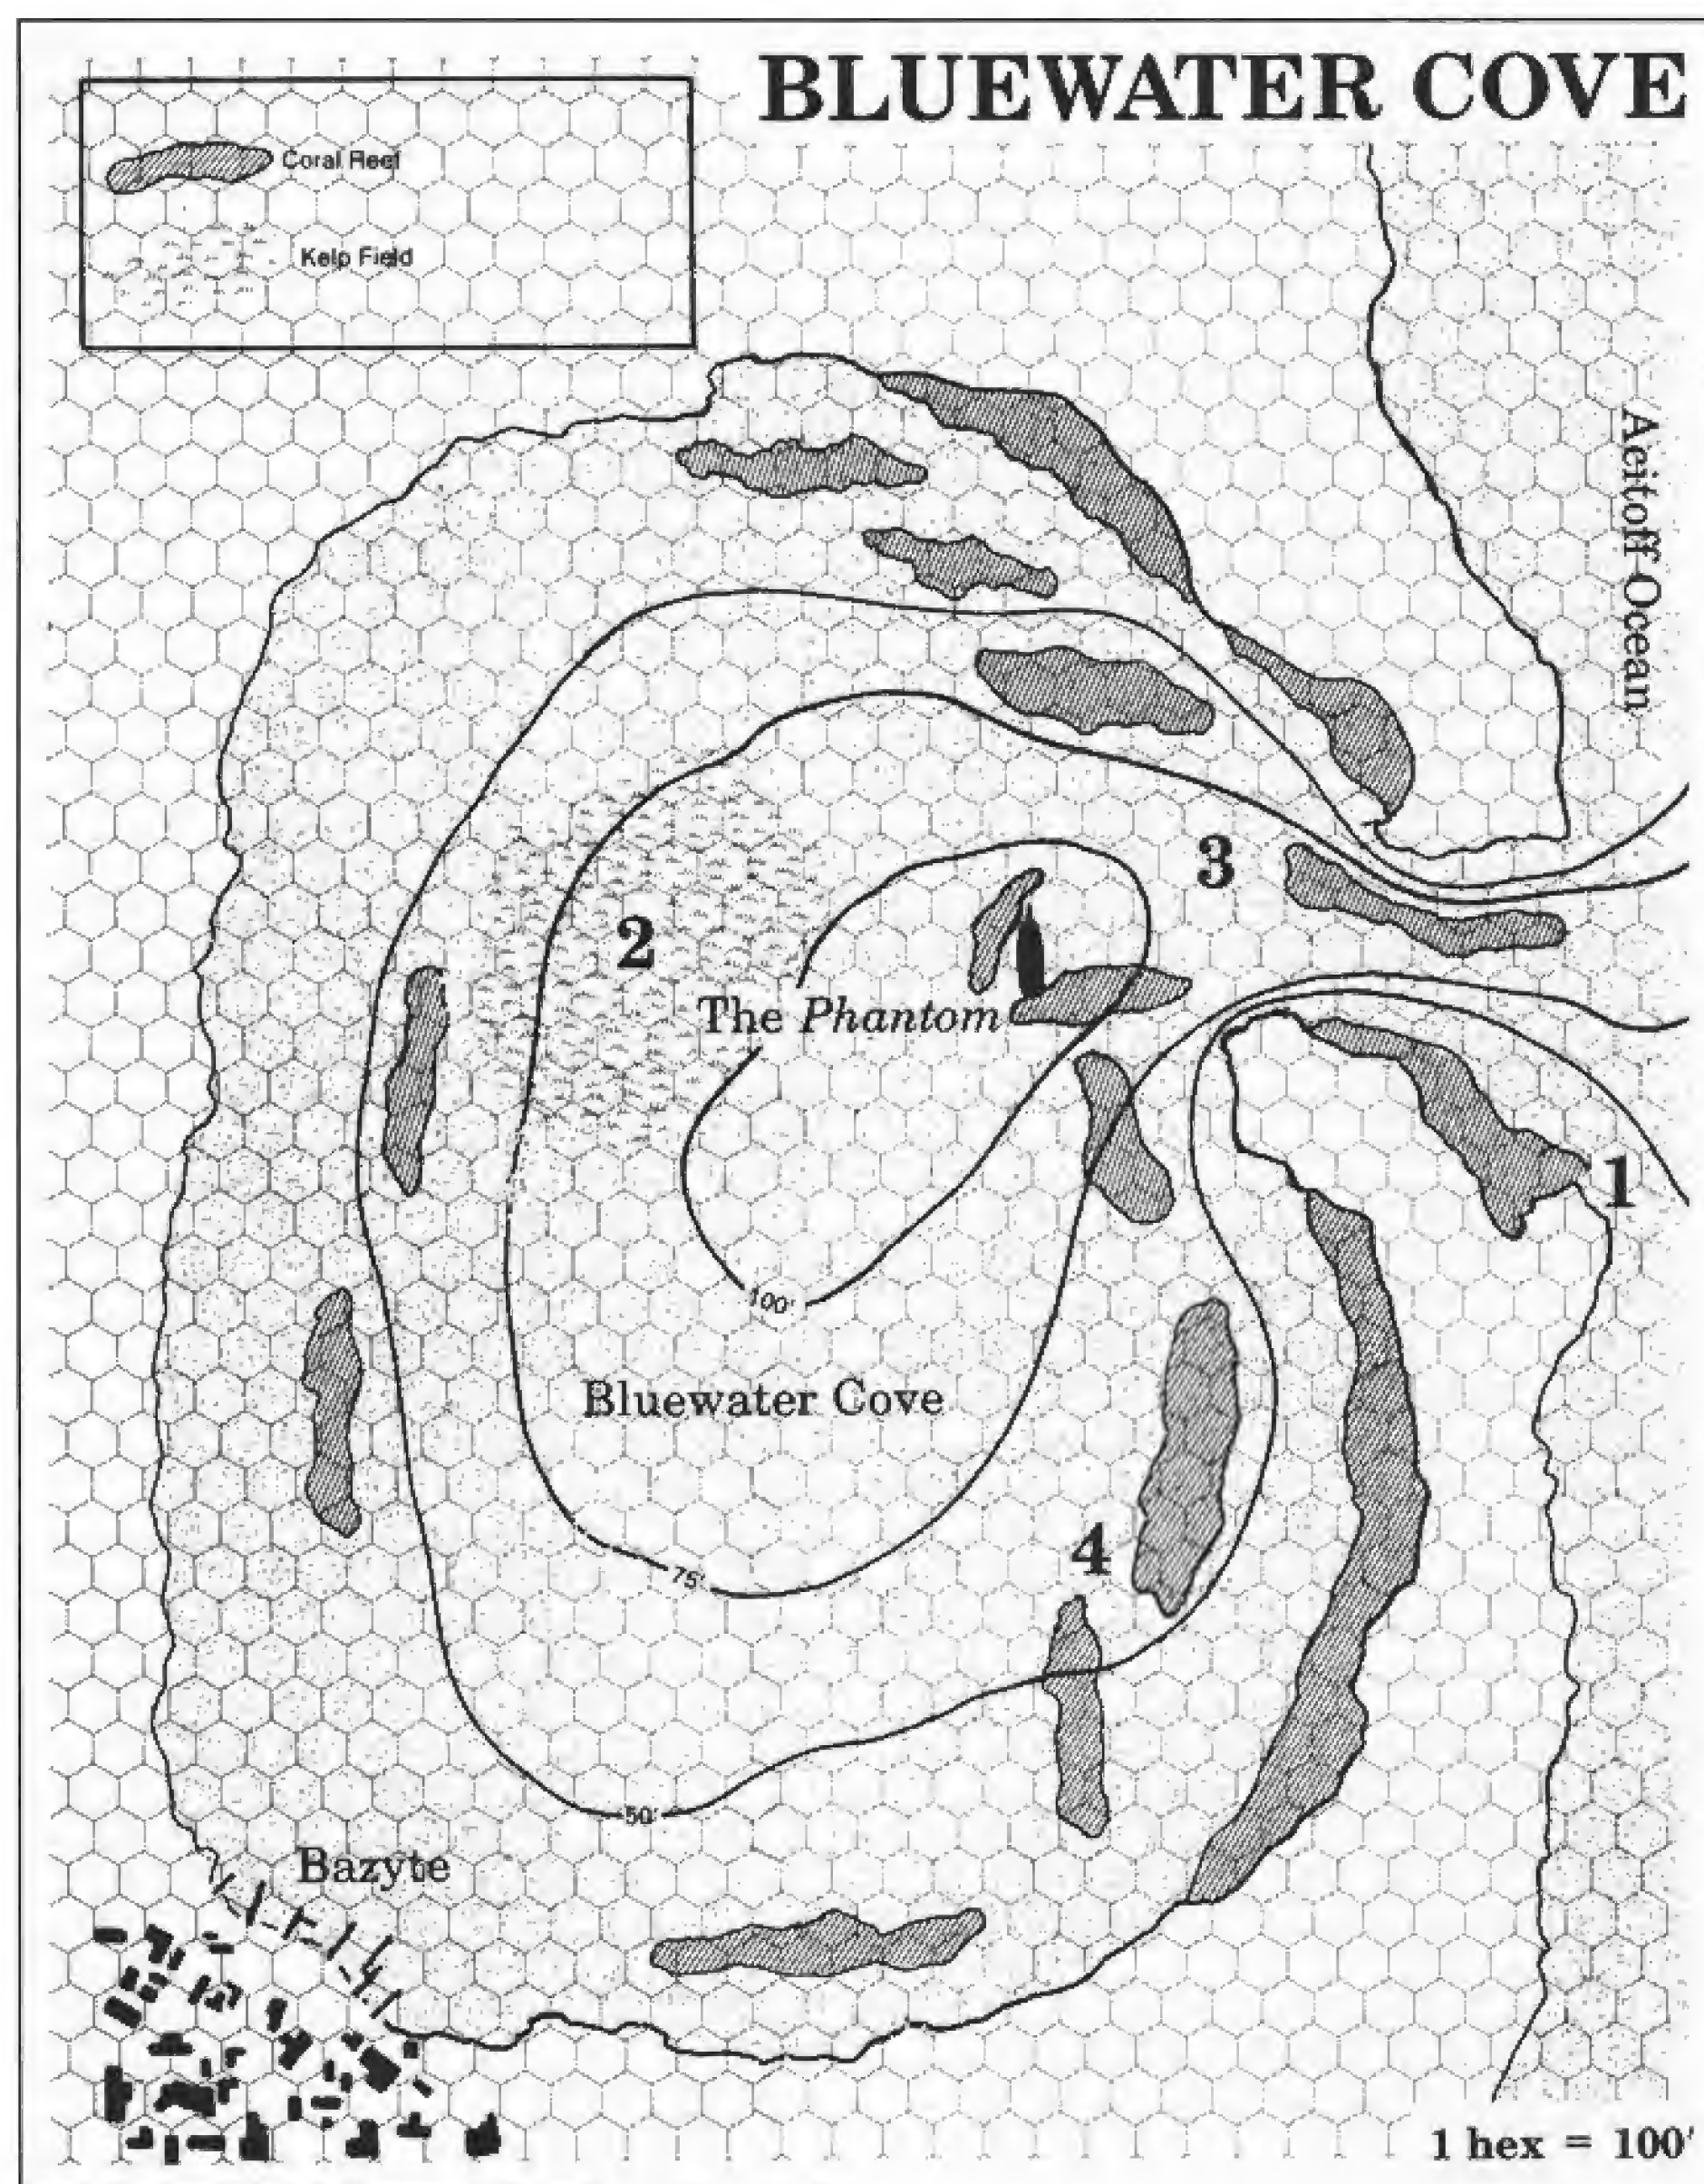 BLUEWATER COVE
Coral Reef
Kelp Field
Acitoff Ocean
3
2
The Phantom
1
100'
Bluewater Cove
4
75'
50'
Bazyte
1 hex = 100'